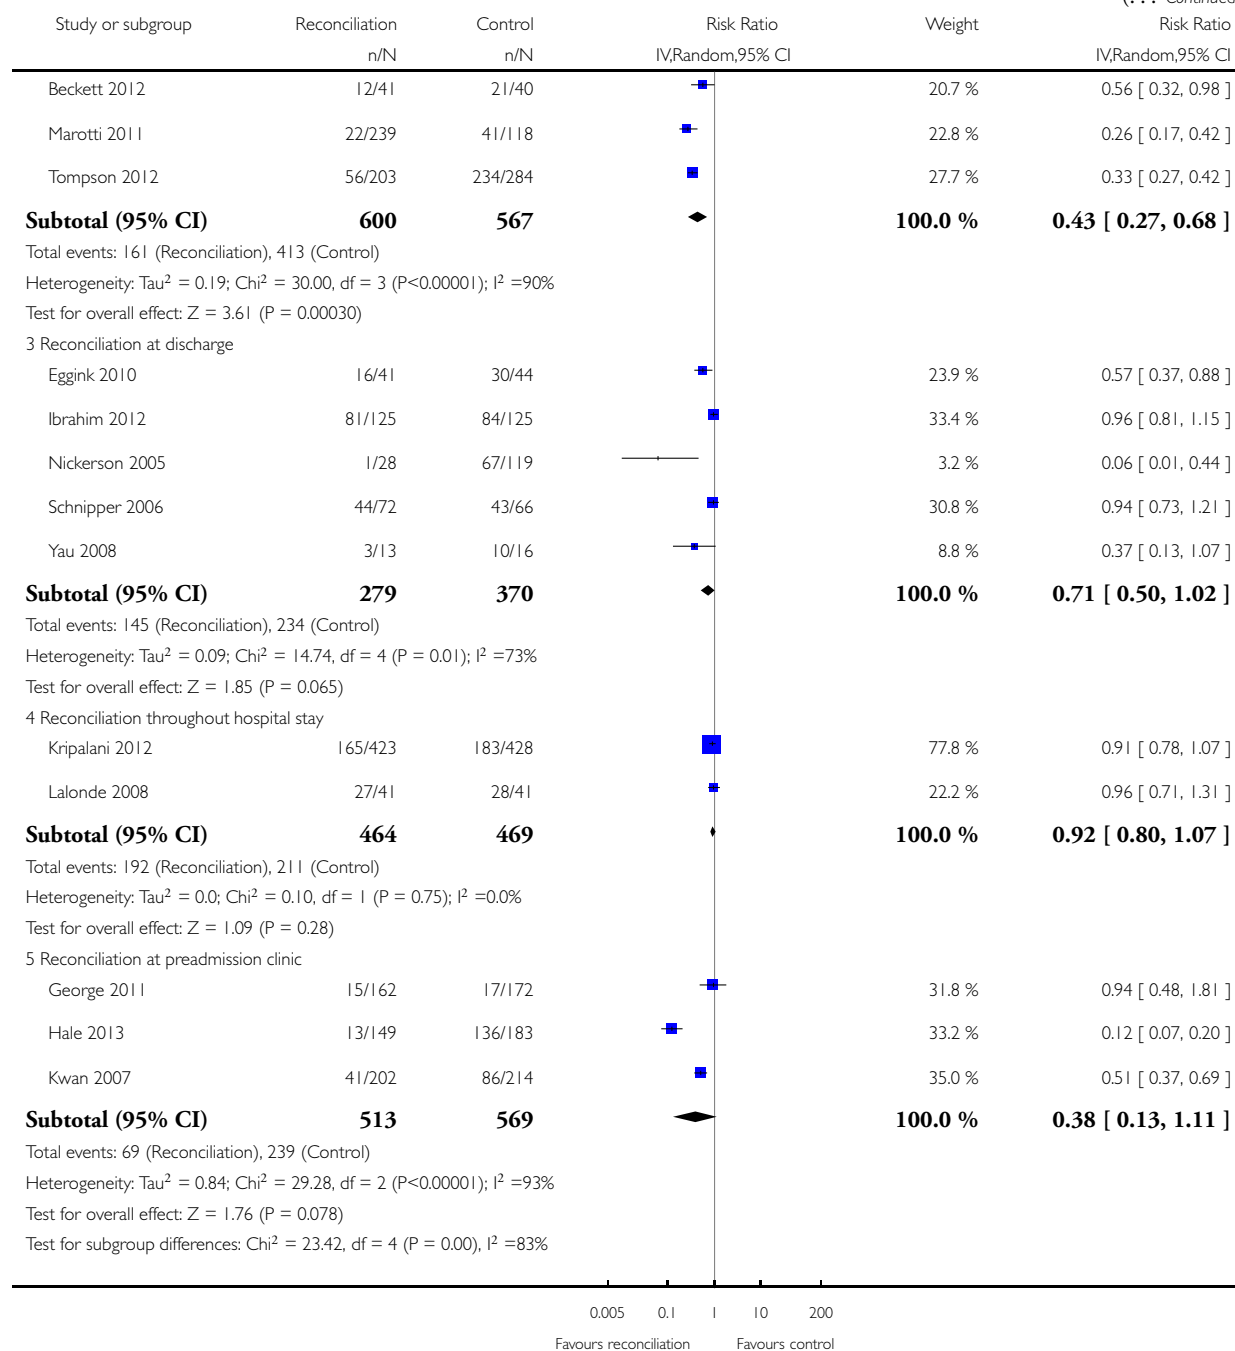 (. . . Continued
Study or subgroup Reconciliation Control Risk Ratio Weight Risk Ratio
n/N n/N IV,Random,95% CI IV,Random,95% CI
Beckett 2012 12/41 21/40 20.7 % 0.56 [ 0.32, 0.98 ]
Marotti 2011 22/239 41/118 22.8 % 0.26 [ 0.17, 0.42 ]
Tompson 2012 56/203 234/284 27.7 % 0.33 [ 0.27, 0.42 ]
Subtotal (95% CI) 600 567 100.0 % 0.43 [ 0.27, 0.68 ]
Total events: 161 (Reconciliation), 413 (Control)
Heterogeneity: Tau² = 0.19; Chi² = 30.00, df = 3 (P<0.00001); I² =90%
Test for overall effect: Z = 3.61 (P = 0.00030)
3 Reconciliation at discharge
Eggink 2010 16/41 30/44 23.9 % 0.57 [ 0.37, 0.88 ]
Ibrahim 2012 81/125 84/125 33.4 % 0.96 [ 0.81, 1.15 ]
Nickerson 2005 1/28 67/119 3.2 % 0.06 [ 0.01, 0.44 ]
Schnipper 2006 44/72 43/66 30.8 % 0.94 [ 0.73, 1.21 ]
Yau 2008 3/13 10/16 8.8 % 0.37 [ 0.13, 1.07 ]
Subtotal (95% CI) 279 370 100.0 % 0.71 [ 0.50, 1.02 ]
Total events: 145 (Reconciliation), 234 (Control)
Heterogeneity: Tau² = 0.09; Chi² = 14.74, df = 4 (P = 0.01); I² =73%
Test for overall effect: Z = 1.85 (P = 0.065)
4 Reconciliation throughout hospital stay
Kripalani 2012 165/423 183/428 77.8 % 0.91 [ 0.78, 1.07 ]
Lalonde 2008 27/41 28/41 22.2 % 0.96 [ 0.71, 1.31 ]
Subtotal (95% CI) 464 469 100.0 % 0.92 [ 0.80, 1.07 ]
Total events: 192 (Reconciliation), 211 (Control)
Heterogeneity: Tau² = 0.0; Chi² = 0.10, df = 1 (P = 0.75); I² =0.0%
Test for overall effect: Z = 1.09 (P = 0.28)
5 Reconciliation at preadmission clinic
George 2011 15/162 17/172 31.8 % 0.94 [ 0.48, 1.81 ]
Hale 2013 13/149 136/183 33.2 % 0.12 [ 0.07, 0.20 ]
Kwan 2007 41/202 86/214 35.0 % 0.51 [ 0.37, 0.69 ]
Subtotal (95% CI) 513 569 100.0 % 0.38 [ 0.13, 1.11 ]
Total events: 69 (Reconciliation), 239 (Control)
Heterogeneity: Tau² = 0.84; Chi² = 29.28, df = 2 (P<0.00001); I² =93%
Test for overall effect: Z = 1.76 (P = 0.078)
Test for subgroup differences: Chi² = 23.42, df = 4 (P = 0.00), I² =83%
0.005 0.1 1 10 200
Favours reconciliation Favours control